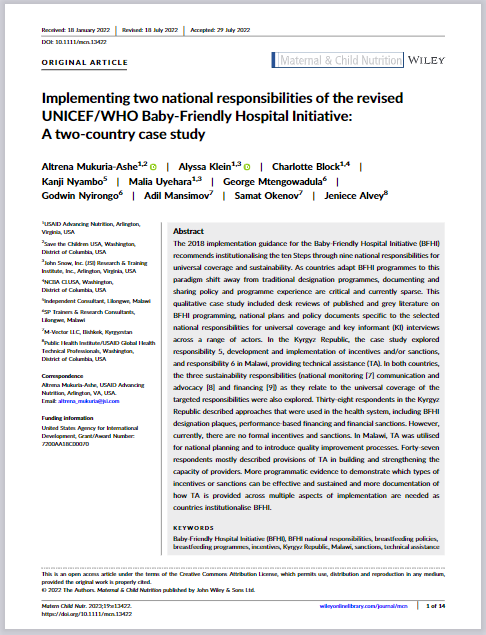 Received: 18 January 2022 | Revised: 18 July 2022 | Accepted: 29 July 2022
DOI: 10.1111/mcn.13422
ORIGINAL ARTICLE
Maternal & Child Nutrition WILEY
Implementing two national responsibilities of the revised
UNICEF/WHO Baby-Friendly Hospital Initiative:
A two-country case study
Altrena Mukuria-Ashe1,2 | Alyssa Klein1,3 | Charlotte Block1,4 |
Kanji Nyambo5 | Malia Uyehara1,3 | George Mtengowadula6 |
Godwin Nyirongo6 | Adil Mansimov7 | Samat Okenov7 | Jeniece Alvey8
1USAID Advancing Nutrition, Arlington,
Virginia, USA
2Save the Children USA, Washington,
District of Columbia, USA
3John Snow, Inc. (JSI) Research & Training
Institute, Inc., Arlington, Virginia, USA
4NCBA CLUSA, Washington,
District of Columbia, USA
5Independent Consultant, Lilongwe, Malawi
6SP Trainers & Research Consultants,
Lilongwe, Malawi
7M-Vector LLC, Bishkek, Kyrgyzstan
8Public Health Institute/USAID Global Health
Technical Professionals, Washington,
District of Columbia, USA
Correspondence
Altrena Mukuria-Ashe, USAID Advancing
Nutrition, Arlington, VA, USA.
Email: altrena_mukuria@jsi.com
Funding information
United States Agency for International
Development, Grant/Award Number:
7200AA18C00070
Abstract
The 2018 implementation guidance for the Baby-Friendly Hospital Initiative (BFHI)
recommends institutionalising the ten Steps through nine national responsibilities for
universal coverage and sustainability. As countries adapt BFHI programmes to this
paradigm shift away from traditional designation programmes, documenting and
sharing policy and programme experience are critical and currently sparse. This
qualitative case study included desk reviews of published and grey literature on
BFHI programming, national plans and policy documents specific to the selected
national responsibilities for universal coverage and key informant (KI) interviews
across a range of actors. In the Kyrgyz Republic, the case study explored
responsibility 5, development and implementation of incentives and/or sanctions,
and responsibility 6 in Malawi, providing technical assistance (TA). In both countries,
the three sustainability responsibilities (national monitoring [7] communication and
advocacy [8] and financing [9]) as they relate to the universal coverage of the
targeted responsibilities were also explored. Thirty-eight respondents in the Kyrgyz
Republic described approaches that were used in the health system, including BFHI
designation plaques, performance-based financing and financial sanctions. However,
currently, there are no formal incentives and sanctions. In Malawi, TA was utilised
for national planning and to introduce quality improvement processes. Forty-seven
respondents mostly described provisions of TA in building and strengthening the
capacity of providers. More programmatic evidence to demonstrate which types of
incentives or sanctions can be effective and sustained and more documentation of
how TA is provided across multiple aspects of implementation are needed as
countries institutionalise BFHI.
KEYWORDS
Baby-Friendly Hospital Initiative (BFHI), BFHI national responsibilities, breastfeeding policies,
breastfeeding programmes, incentives, Kyrgyz Republic, Malawi, sanctions, technical assistance
This is an open access article under the terms of the Creative Commons Attribution License, which permits use, distribution and reproduction in any medium,
provided the original work is properly cited.
© 2022 The Authors. Maternal & Child Nutrition published by John Wiley & Sons Ltd.
Matern Child Nutr. 2023;19:e13422. wileyonlinelibrary.com/journal/mcn | 1 of 14
https://doi.org/10.1111/mcn.13422